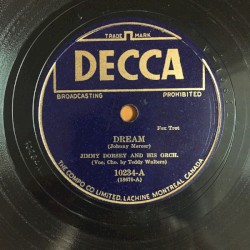 TRADE MARK
DECCA
BROADCASTING PROHIBITED
Fox Trot
DREAM
(Johnny Mercer)
JIMMY DORSEY AND HIS ORCH.
(Voc. Cho. by Teddy Walters)
10234-A
THE COMPO CO. LIMITED, LACHINE MONTREAL CANADA